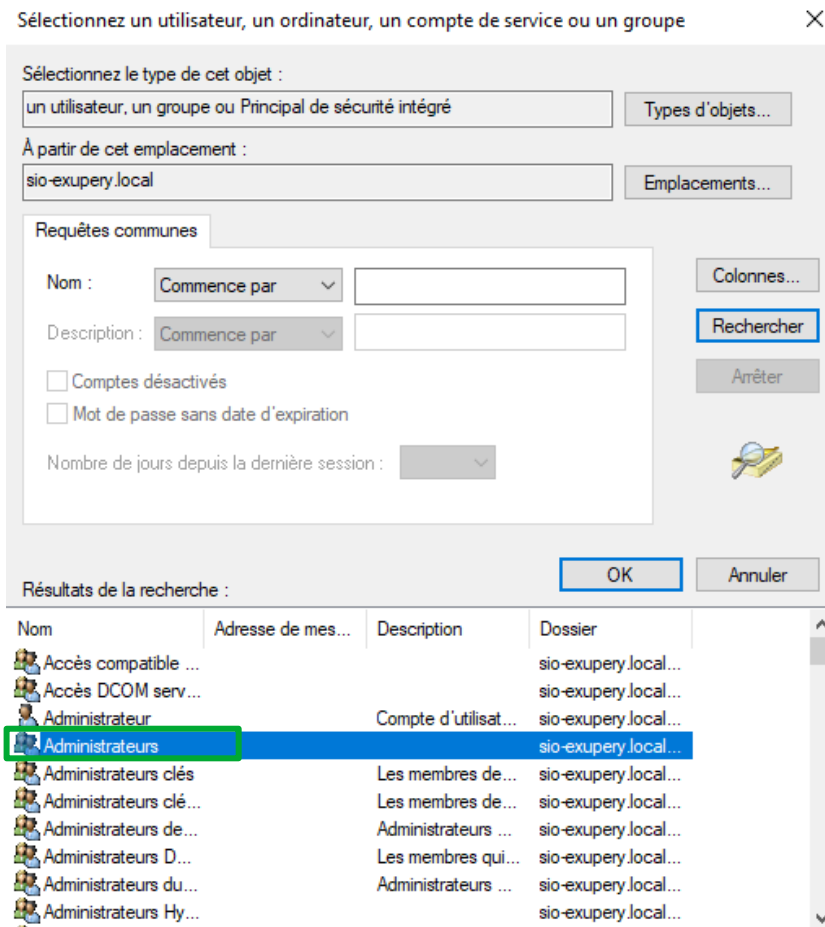 Sélectionnez un utilisateur, un ordinateur, un compte de service ou un groupe
Sélectionnez le type de cet objet :
un utilisateur, un groupe ou Principal de sécurité intégré
Types d'objets...
À partir de cet emplacement :
sio-exupery.local
Emplacements...
Requêtes communes
Nom :
Commence par
Colonnes...
Description :
Commence par
Rechercher
Comptes désactivés
Arrêter
Mot de passe sans date d'expiration
Nombre de jours depuis la dernière session :
OK
Annuler
Résultats de la recherche :
Nom Adresse de mes... Description Dossier
Accès compatible ... sio-exupery.local...
Accès DCOM serv... sio-exupery.local...
Administrateur Compte d'utilisat... sio-exupery.local...
Administrateurs sio-exupery.local...
Administrateurs clés Les membres de... sio-exupery.local...
Administrateurs clé... Les membres de... sio-exupery.local...
Administrateurs de... Administrateurs ... sio-exupery.local...
Administrateurs D... Les membres qui... sio-exupery.local...
Administrateurs du... Administrateurs ... sio-exupery.local...
Administrateurs Hy... sio-exupery.local...